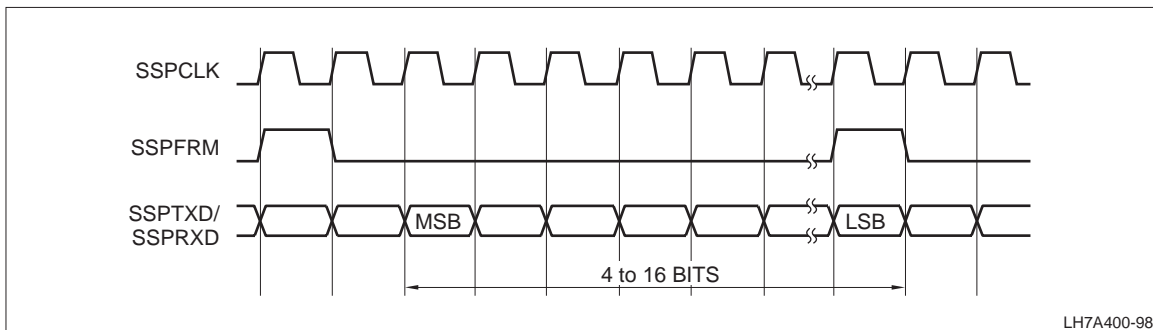 SSPCLK
SSPFRM
SSPTXD/
SSPRXD
MSB
LSB
4 to 16 BITS
LH7A400-98